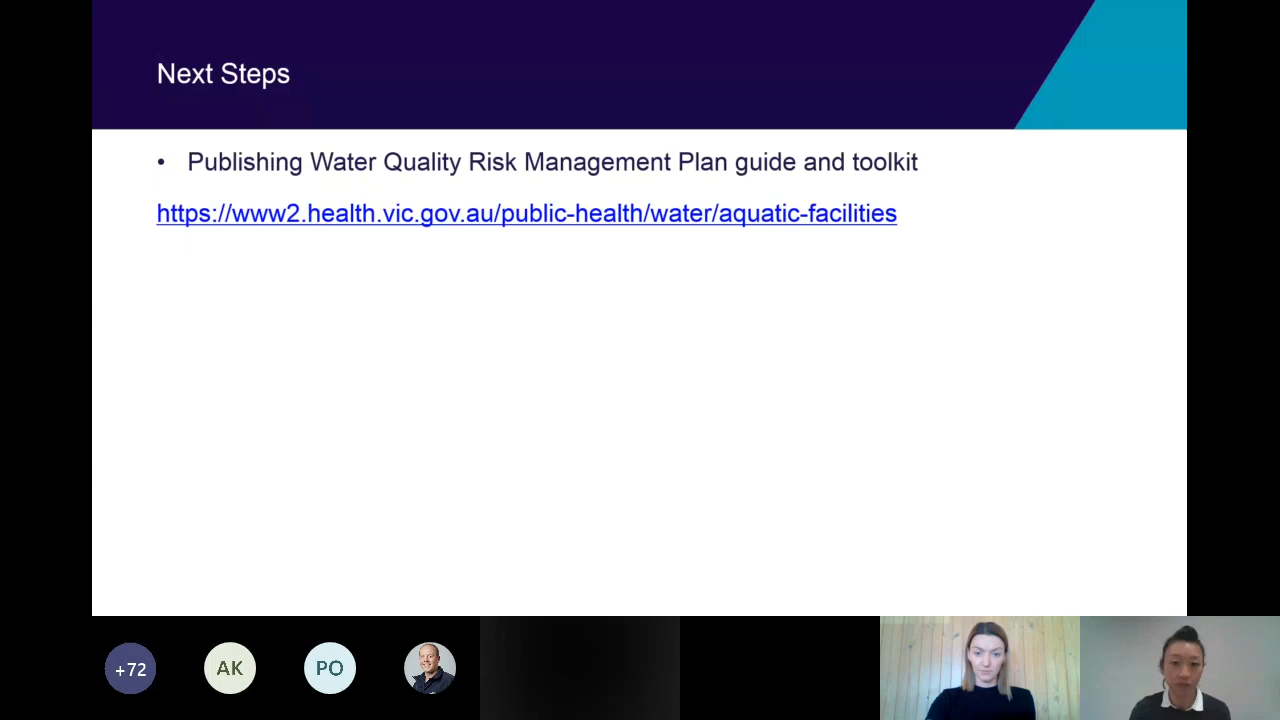 Next Steps
• Publishing Water Quality Risk Management Plan guide and toolkit
https://www2.health.vic.gov.au/public-health/water/aquatic-facilities
+72
AK
PO